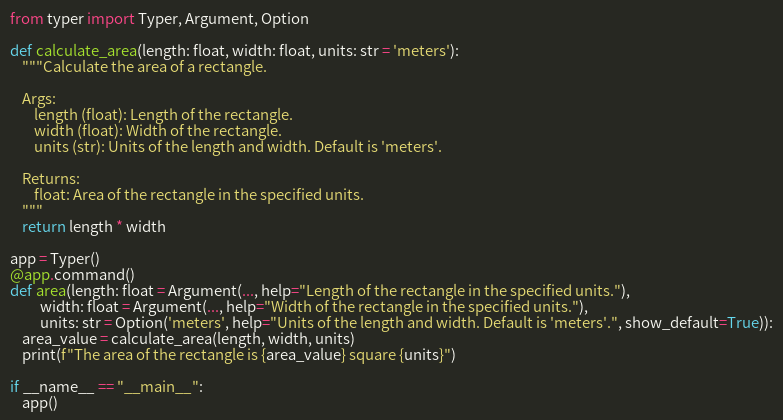 from typer import Typer, Argument, Option

def calculate_area(length: float, width: float, units: str = 'meters'):
    """Calculate the area of a rectangle.

    Args:
        length (float): Length of the rectangle.
        width (float): Width of the rectangle.
        units (str): Units of the length and width. Default is 'meters'.

    Returns:
        float: Area of the rectangle in the specified units.
    """
    return length * width

app = Typer()
@app.command()
def area(length: float = Argument(..., help="Length of the rectangle in the specified units."),
         width: float = Argument(..., help="Width of the rectangle in the specified units."),
         units: str = Option('meters', help="Units of the length and width. Default is 'meters'.", show_default=True)):
    area_value = calculate_area(length, width, units)
    print(f"The area of the rectangle is {area_value} square {units}")

if __name__ == "__main__":
    app()